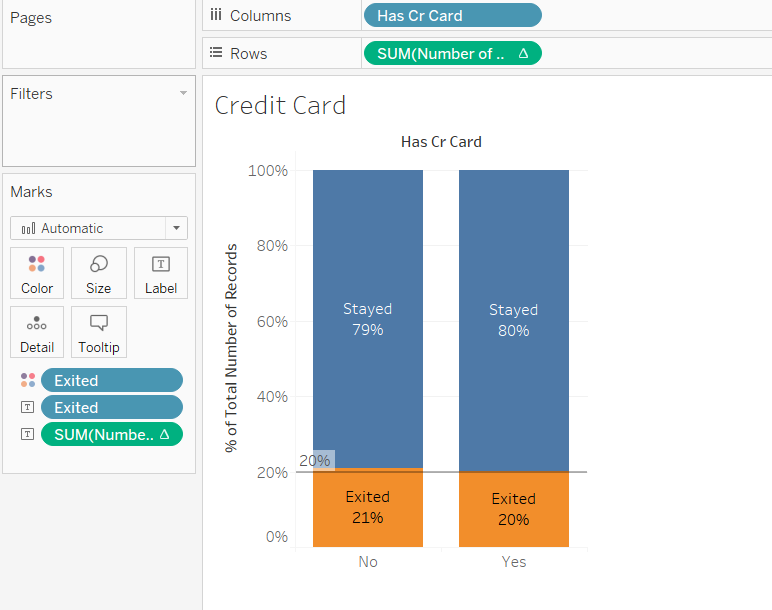 Pages
Columns
Has Cr Card
Rows
SUM(Number of ..
Filters
Marks
Automatic
Color
Size
Label
Detail
Tooltip
Exited
Exited
SUM(Numbe..
Credit Card
Has Cr Card
% of Total Number of Records
100%
80%
60%
40%
20%
0%
Stayed
79%
Stayed
80%
20%
Exited
21%
Exited
20%
No
Yes